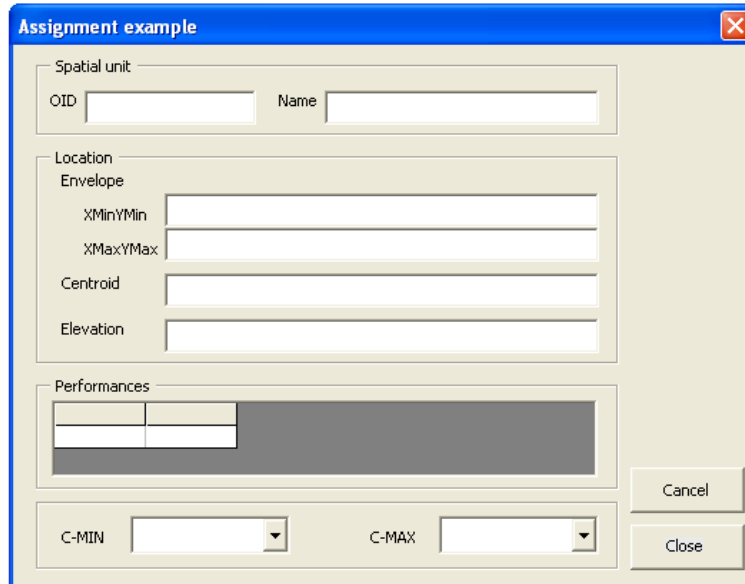 Assignment example
Spatial unit
OID Name
Location
Envelope
XMinYMin
XMaxYMax
Centroid
Elevation
Performances
Cancel
C-MIN C-MAX
Close